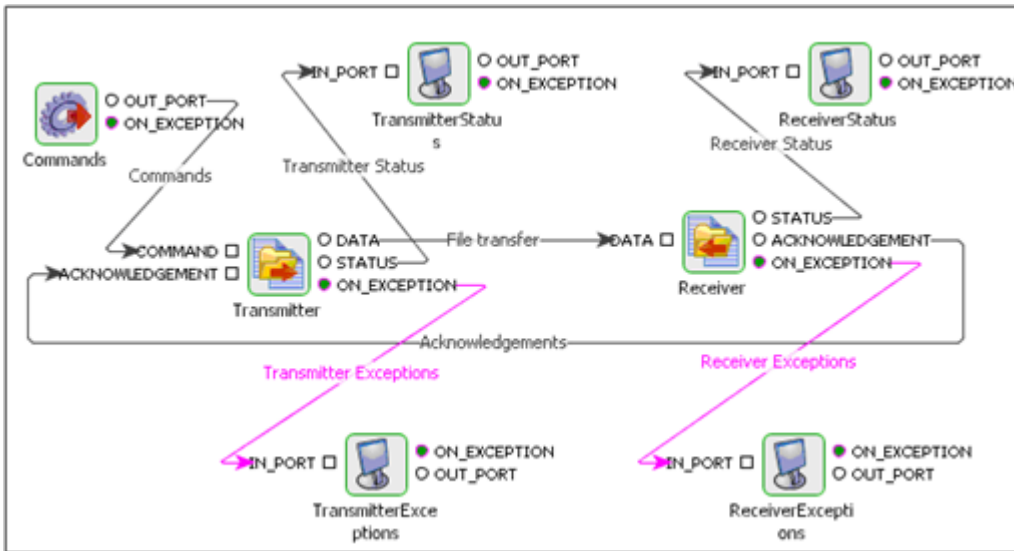 IN_PORT
OUT_PORT
ON_EXCEPTION
TransmitterStatu
s
IN_PORT
OUT_PORT
ON_EXCEPTION
ReceiverStatus
OUT_PORT
ON_EXCEPTION
Commands
Commands
Transmitter Status
Receiver Status
COMMAND
ACKNOWLEDGEMENT
DATA
STATUS
ON_EXCEPTION
Transmitter
File transfer
DATA
STATUS
ACKNOWLEDGEMENT
ON_EXCEPTION
Receiver
Acknowledgements
Transmitter Exceptions
Receiver Exceptions
IN_PORT
ON_EXCEPTION
OUT_PORT
TransmitterExce
ptions
IN_PORT
ON_EXCEPTION
OUT_PORT
ReceiverExcepti
ons